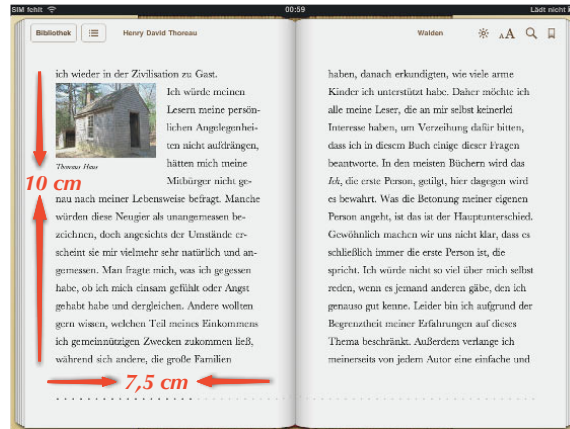 SIM fehlt
00:59
Lädt nicht
Bibliothek
Henry David Thoreau
Walden
AA
ich wieder in der Zivilisation zu Gast.
Ich würde meinen
Lesern meine persön-
lichen Angelegenhei-
ten nicht aufdrängen,
hätten mich meine
Thoreaus Haus
Mitbürger nicht ge-
10 cm
nau nach meiner Lebensweise befragt. Manche
würden diese Neugier als unangemessen be-
zeichnen, doch angesichts der Umstände er-
scheint sie mir vielmehr sehr natürlich und an-
gemessen. Man fragte mich, was ich gegessen
habe, ob ich mich einsam gefühlt oder Angst
gehabt habe und dergleichen. Andere wollten
gern wissen, welchen Teil meines Einkommens
ich gemeinnützigen Zwecken zukommen ließ,
während sich andere, die große Familien
7,5 cm
haben, danach erkundigten, wie viele arme
Kinder ich unterstützt habe. Daher möchte ich
alle meine Leser, die an mir selbst keinerlei
Interesse haben, um Verzeihung dafür bitten,
dass ich in diesem Buch einige dieser Fragen
beantworte. In den meisten Büchern wird das
Ich, die erste Person, getilgt, hier dagegen wird
es bewahrt. Was die Betonung meiner eigenen
Person angeht, ist das ist der Hauptunterschied.
Gewöhnlich machen wir uns nicht klar, dass es
schließlich immer die erste Person ist, die
spricht. Ich würde nicht so viel über mich selbst
reden, wenn es jemand anderen gäbe, den ich
genauso gut kenne. Leider bin ich aufgrund der
Begrenztheit meiner Erfahrungen auf dieses
Thema beschränkt. Außerdem verlange ich
meinerseits von jedem Autor eine einfache und